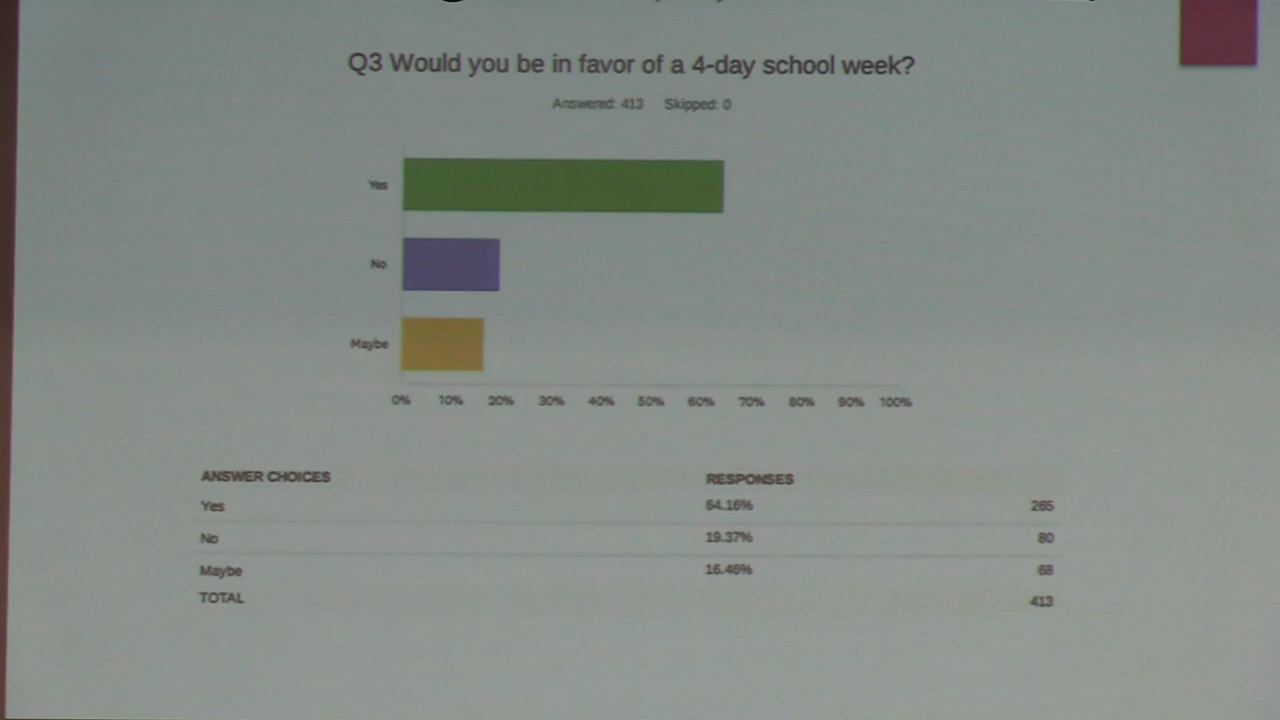 Q3 Would you be in favor of a 4-day school week?
Answered: 413 Skipped: 0
Yes
No
Maybe
0% 10% 20% 30% 40% 50% 60% 70% 80% 90% 100%
ANSWER CHOICES RESPONSES
Yes 64.16% 265
No 19.37% 80
Maybe 16.46% 68
TOTAL 413